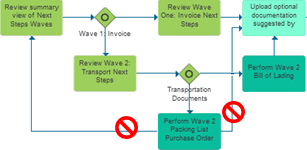 Review summary
view of Next
Steps Waves
Wave 1: Invoice
Review Wave
One: Invoice Next
Steps
Upload optional
documentation
suggested by
Review Wave 2:
Transport Next
Steps
Transportation
Documents
Perform Wave 2
Bill of Lading
Perform Wave 2
Packing List
Purchase Order